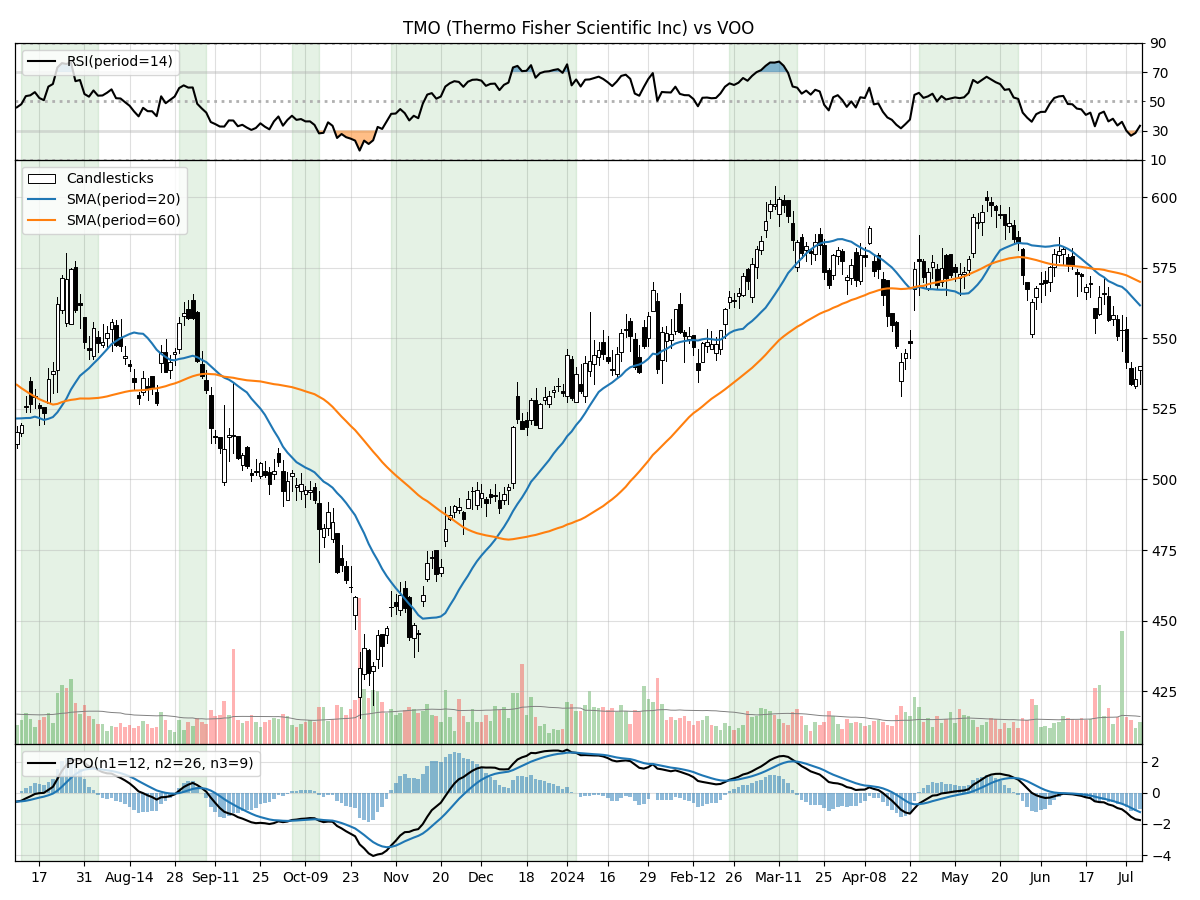 TMO (Thermo Fisher Scientific Inc) vs VOO
RSI(period=14)
90
70
50
30
10
Candlesticks
SMA(period=20)
SMA(period=60)
600
575
550
525
500
475
450
425
PPO(n1=12, n2=26, n3=9)
2
0
−2
−4
17 31 Aug-14 28 Sep-11 25 Oct-09 23 Nov 20 Dec 18 2024 16 29 Feb-12 26 Mar-11 25 Apr-08 22 May 20 Jun 17 Jul